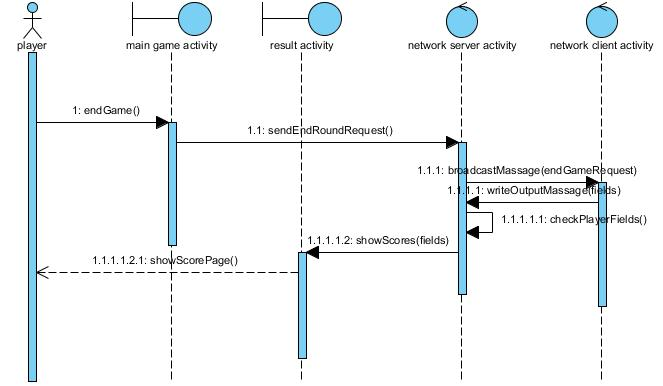 player
main game activity
result activity
network server activity
network client activity
1: endGame()
1.1: sendEndRoundRequest()
1.1.1: broadcastMassage(endGameRequest)
1.1.1.1: writeOutputMassage(fields)
1.1.1.1.1: checkPlayerFields()
1.1.1.1.2: showScores(fields)
1.1.1.1.2.1: showScorePage()